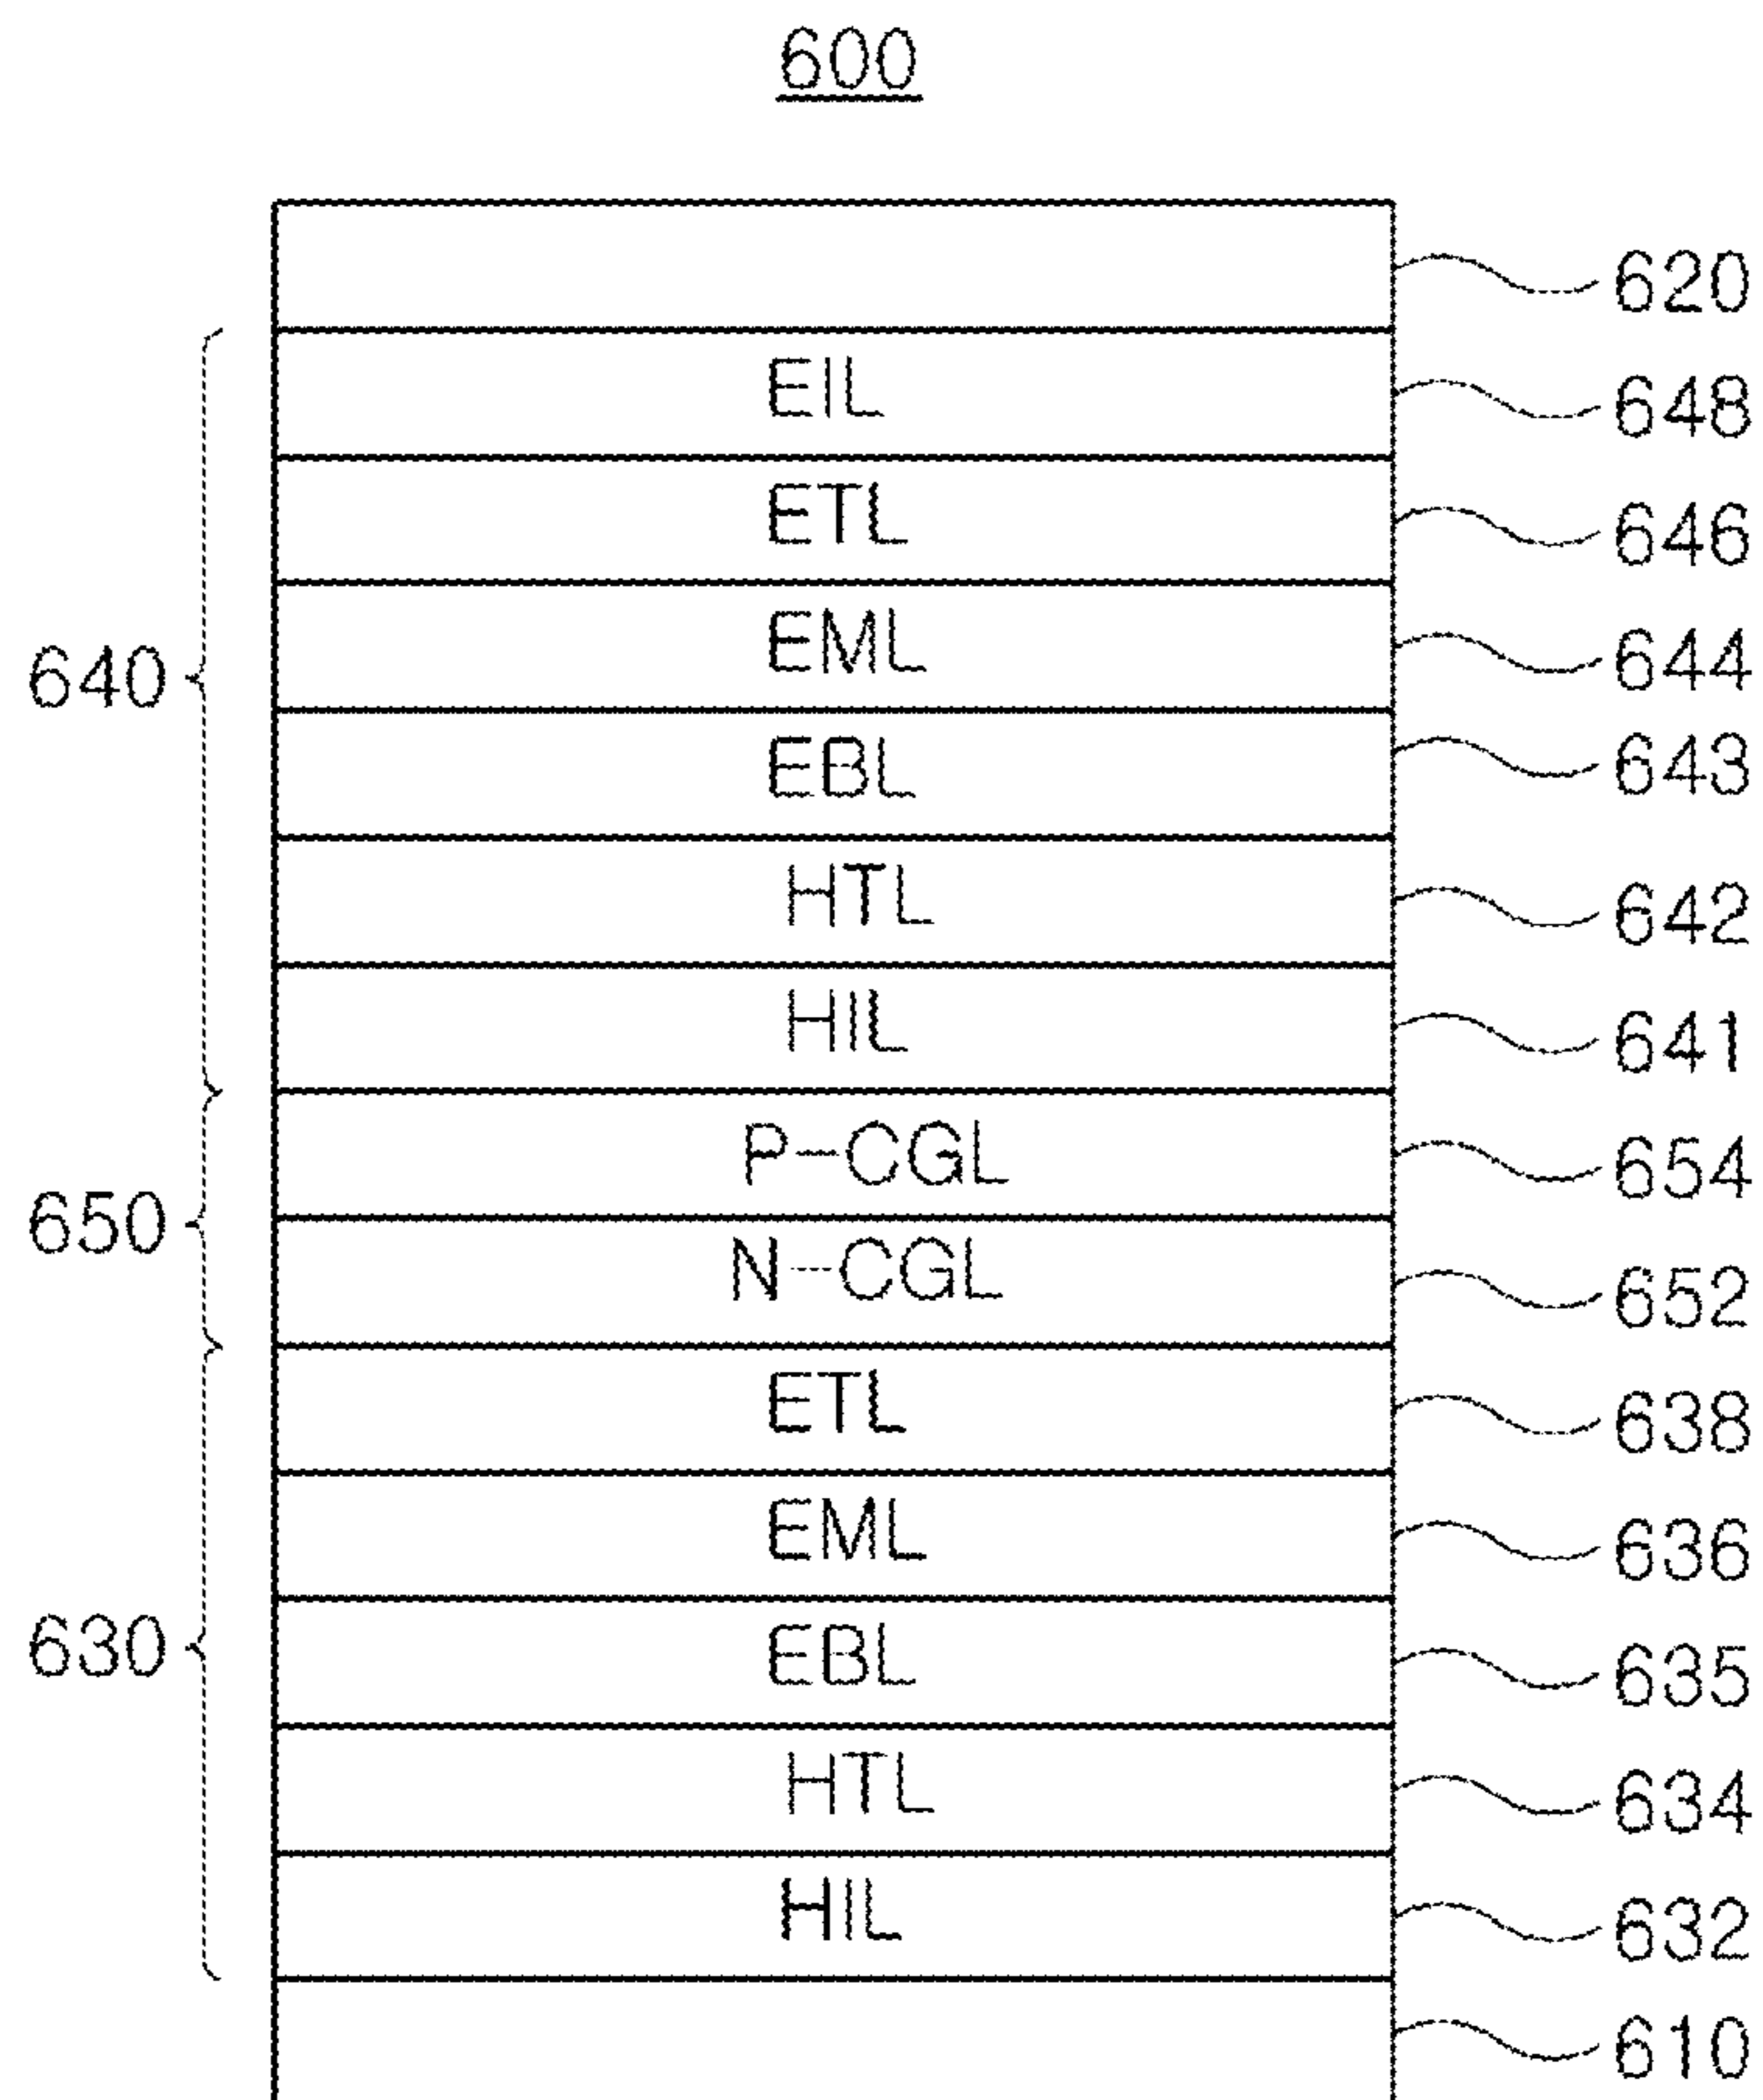 600
620
EIL 648
ETL 646
EML 644
640
EBL 643
HTL 642
HIL 641
P-CGL 654
650
N-CGL 652
ETL 638
EML 636
630
EBL 635
HTL 634
HIL 632
610